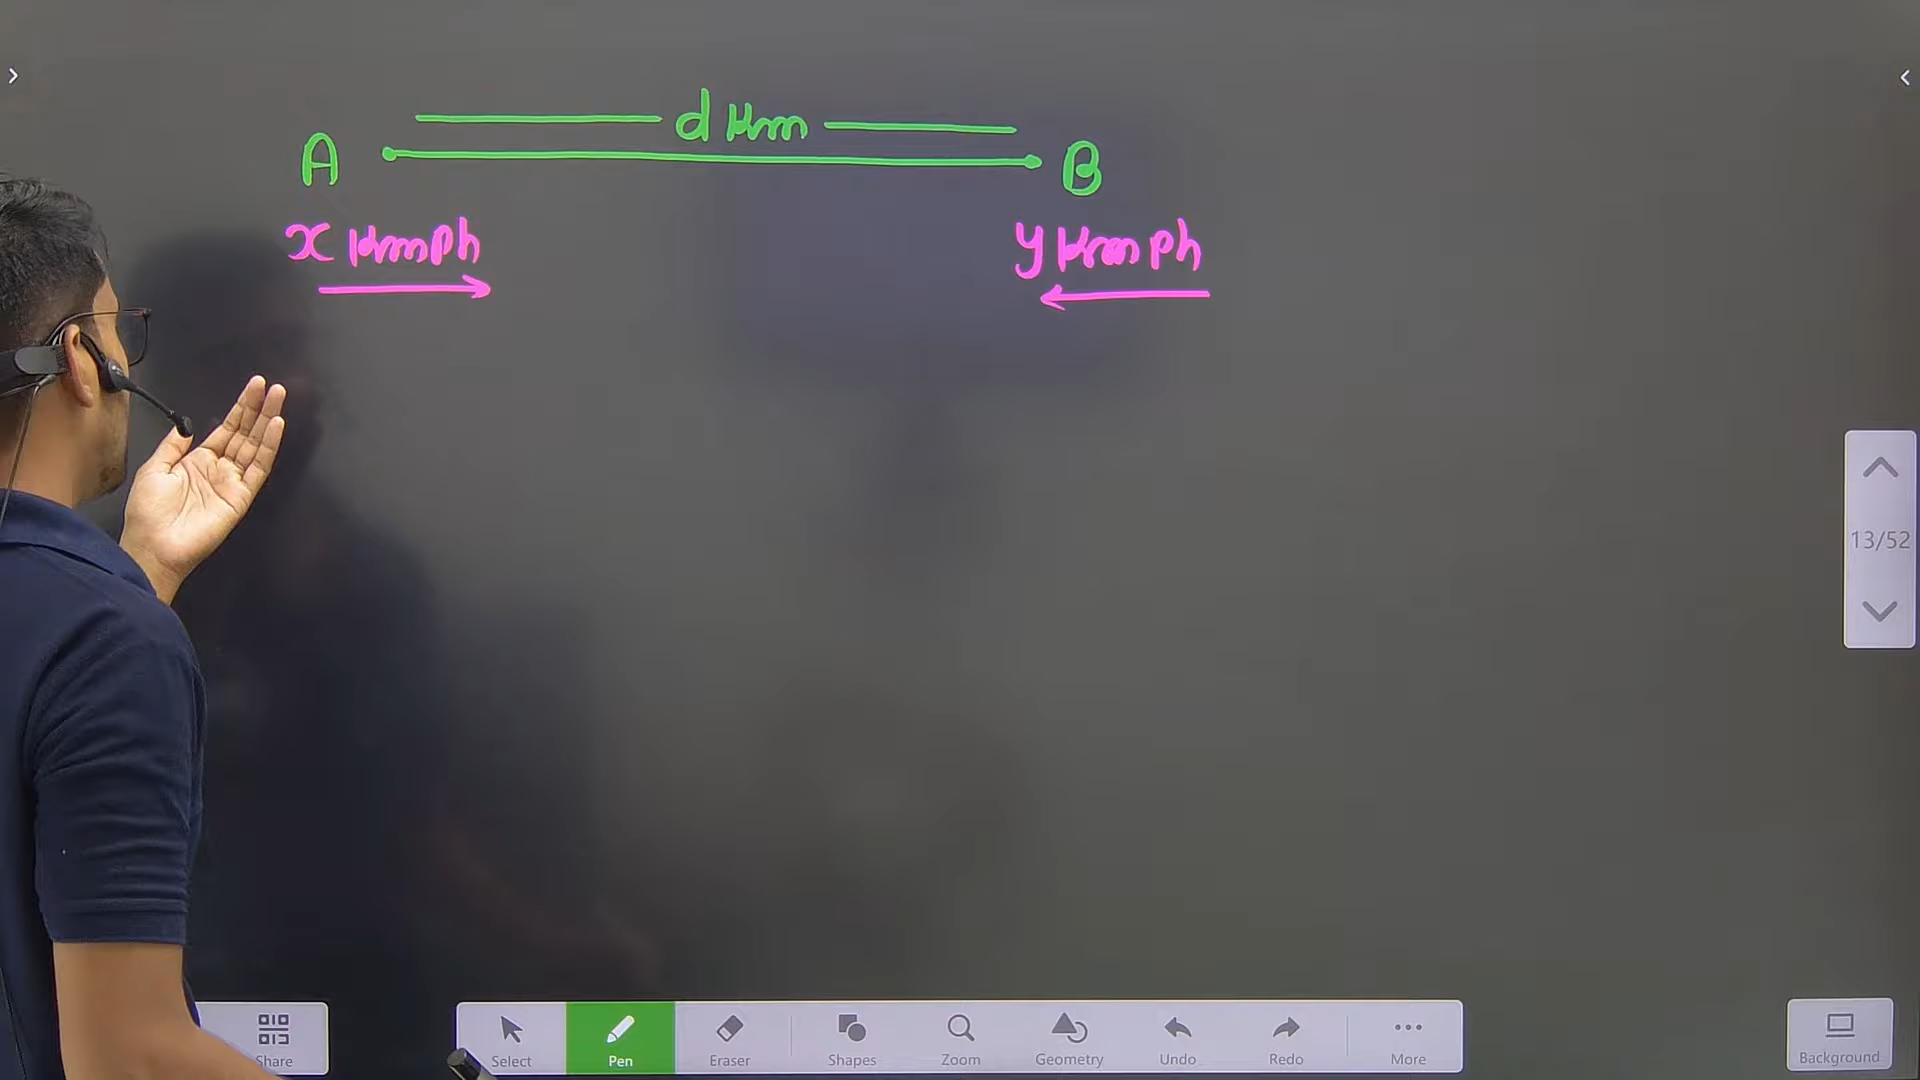 d Km
A B
x Kmph y Kmph
13/52
Share Select Pen Eraser Shapes Zoom Geometry Undo Redo More Background